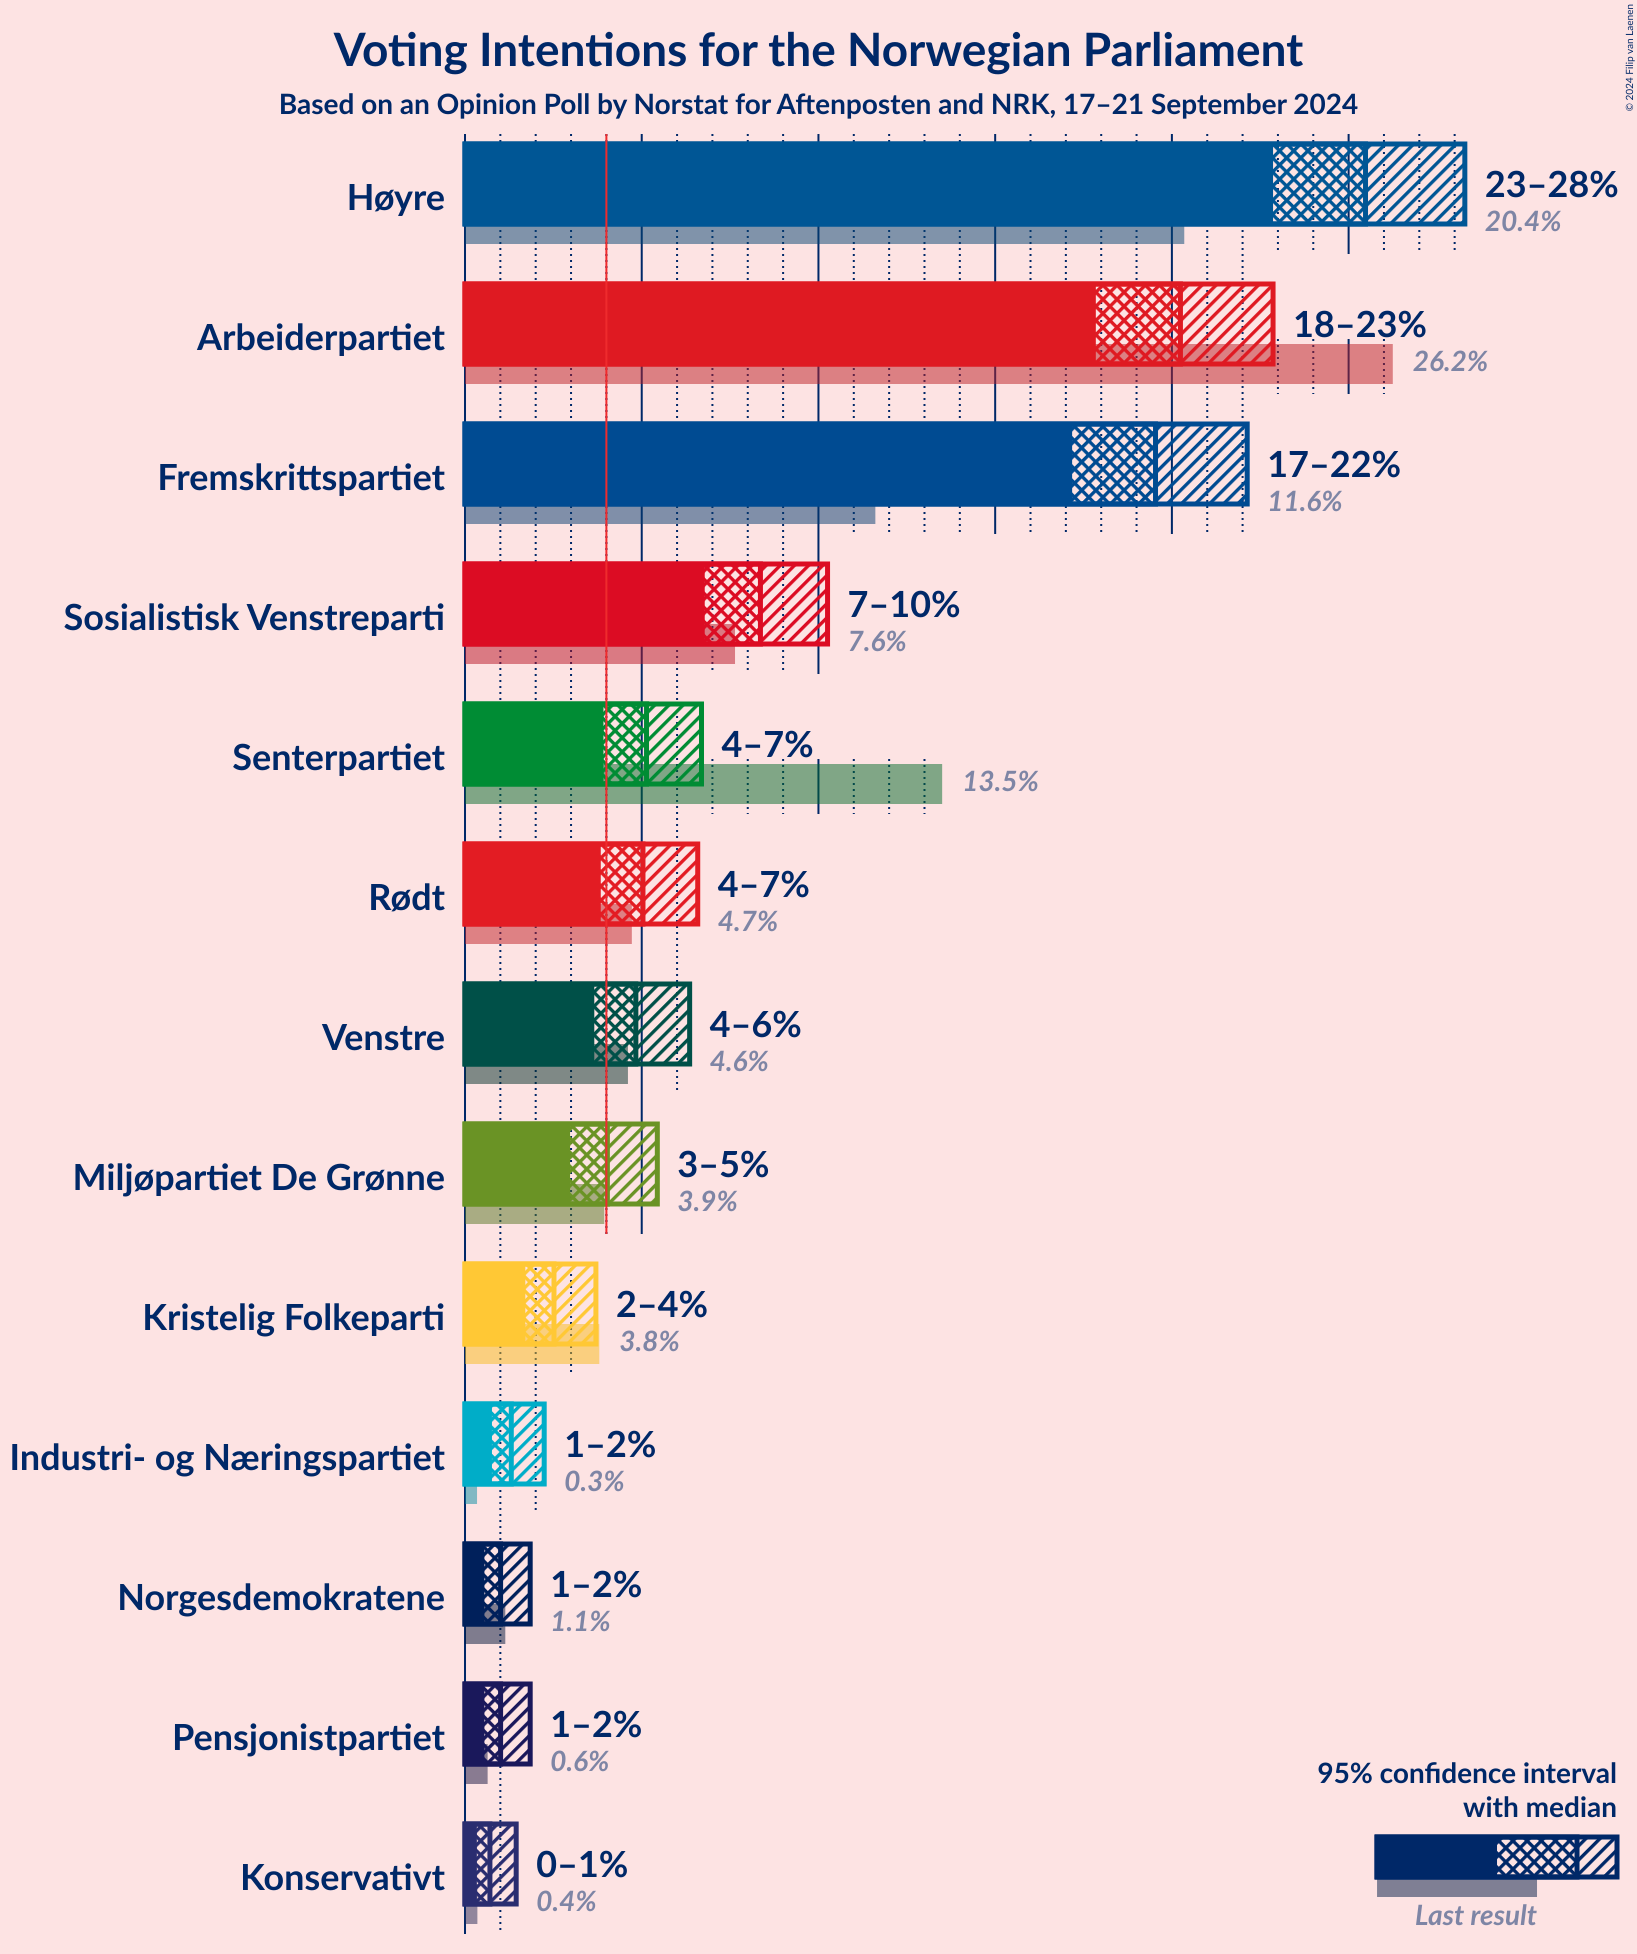 Voting Intentions for the Norwegian Parliament
Based on an Opinion Poll by Norstat for Aftenposten and NRK, 17–21 September 2024
© 2024 Filip van Laenen
Høyre
23–28%
20.4%
Arbeiderpartiet
18–23%
26.2%
Fremskrittspartiet
17–22%
11.6%
Sosialistisk Venstreparti
7–10%
7.6%
Senterpartiet
4–7%
13.5%
Rødt
4–7%
4.7%
Venstre
4–6%
4.6%
Miljøpartiet De Grønne
3–5%
3.9%
Kristelig Folkeparti
2–4%
3.8%
Industri- og Næringspartiet
1–2%
0.3%
Norgesdemokratene
1–2%
1.1%
Pensjonistpartiet
1–2%
0.6%
Konservativt
0–1%
0.4%
95% confidence interval
with median
Last result